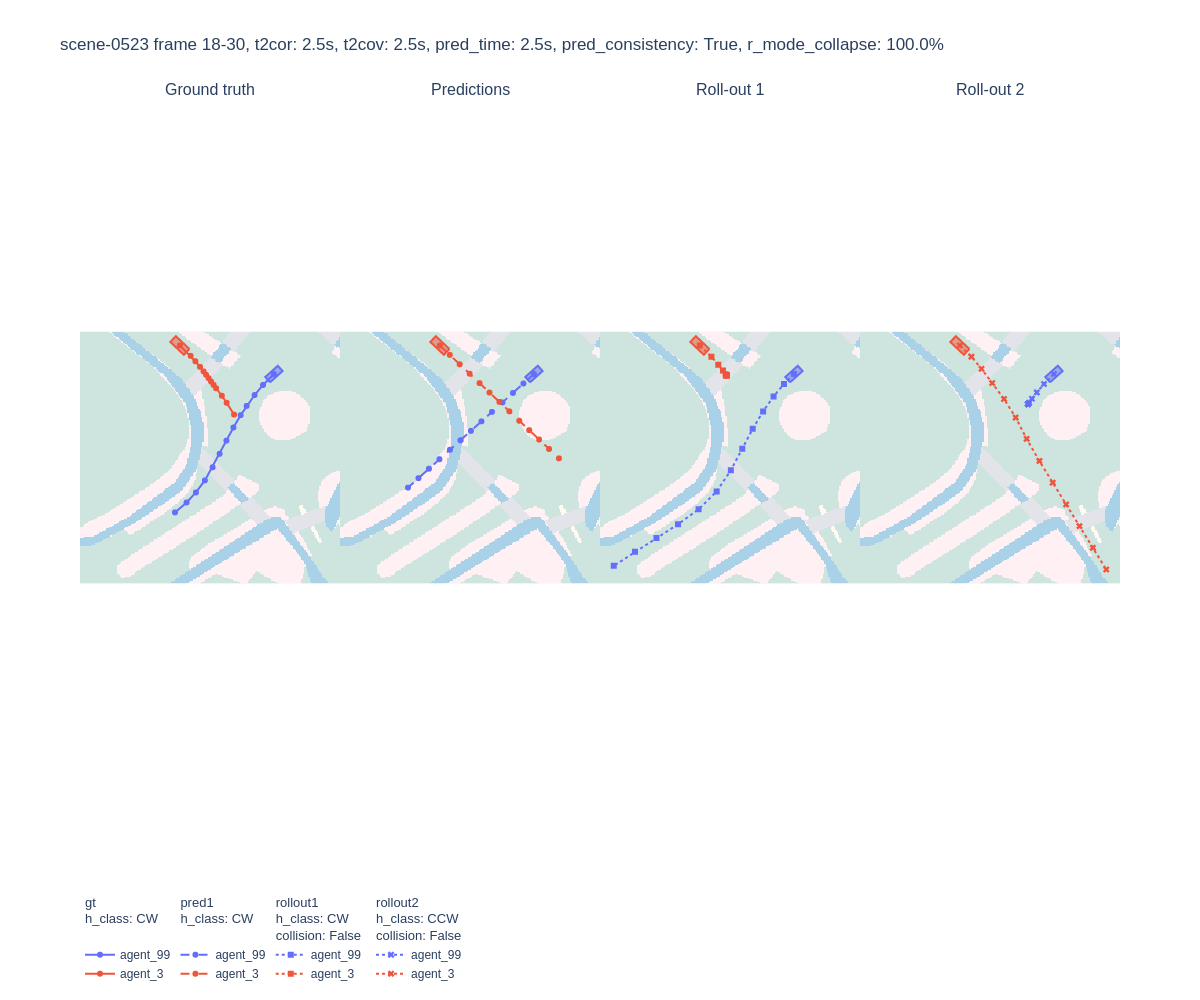 scene-0523 frame 18-30, t2cor: 2.5s, t2cov: 2.5s, pred_time: 2.5s, pred_consistency: True, r_mode_collapse: 100.0%
Ground truth
Predictions
Roll-out 1
Roll-out 2
gt
h_class: CW
agent_99
agent_3
pred1
h_class: CW
agent_99
agent_3
rollout1
h_class: CW
collision: False
agent_99
agent_3
rollout2
h_class: CCW
collision: False
agent_99
agent_3